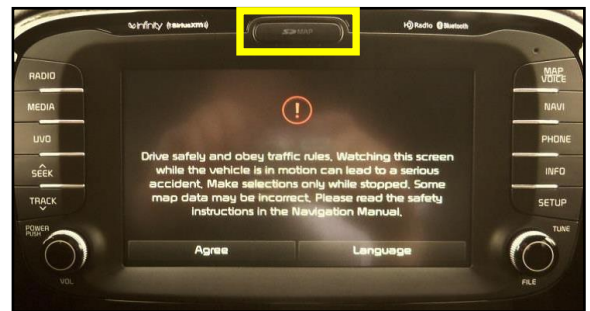 infinity (((SiriusXM)))
SD MAP
HD Radio Bluetooth
RADIO
MEDIA
UVO
SEEK
TRACK
POWER
PUSH
VOL
Drive safely and obey traffic rules. Watching this screen
while the vehicle is in motion can lead to a serious
accident. Make selections only while stopped. Some
map data may be incorrect. Please read the safety
instructions in the Navigation Manual.
Agree
Language
MAP
VOICE
NAVI
PHONE
INFO
SETUP
TUNE
FILE